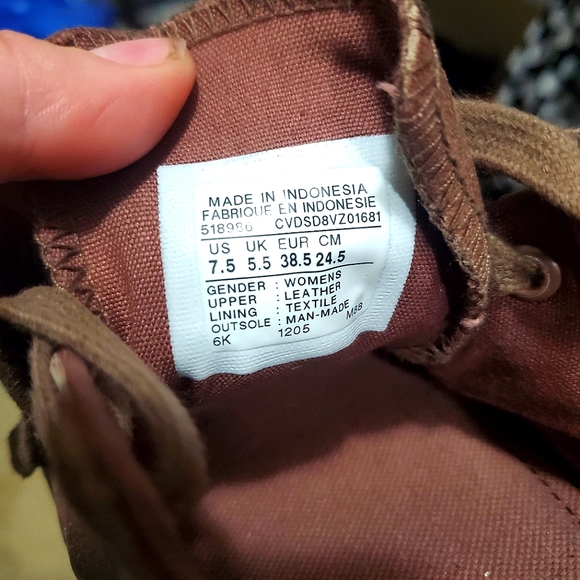 MADE IN INDONESIA
FABRIQUE EN INDONESIE
518986 CVDSD8VZ01681
US UK EUR CM
7.5 5.5 38.5 24.5
GENDER : WOMENS
UPPER : LEATHER
LINING : TEXTILE
OUTSOLE : MAN-MADE
6K 1205 M88